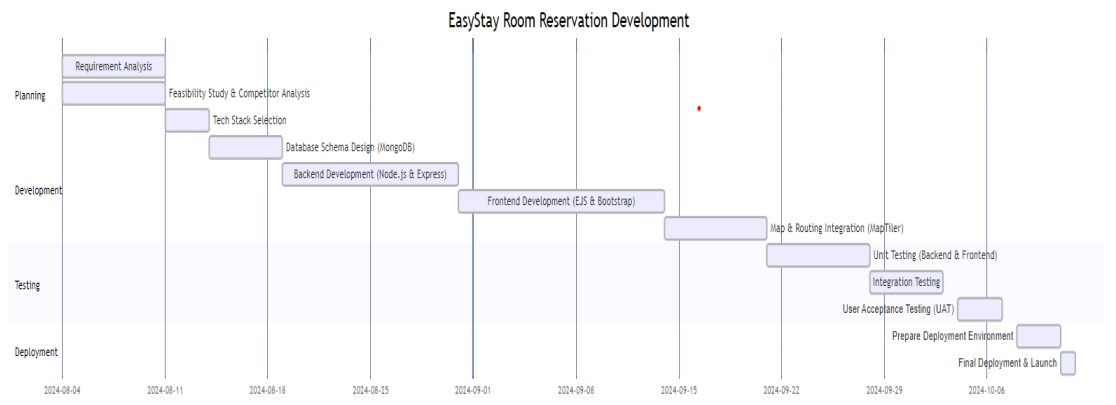 EasyStay Room Reservation Development
Requirement Analysis
Planning
Feasibility Study & Competitor Analysis
Tech Stack Selection
Database Schema Design (MongoDB)
Backend Development (Node.js & Express)
Development
Frontend Development (EJS & Bootstrap)
Map & Routing Integration (MapTiler)
Unit Testing (Backend & Frontend)
Testing
Integration Testing
User Acceptance Testing (UAT)
Prepare Deployment Environment
Deployment
Final Deployment & Launch
2024-08-04 2024-08-11 2024-08-18 2024-08-25 2024-09-01 2024-09-08 2024-09-15 2024-09-22 2024-09-29 2024-10-06